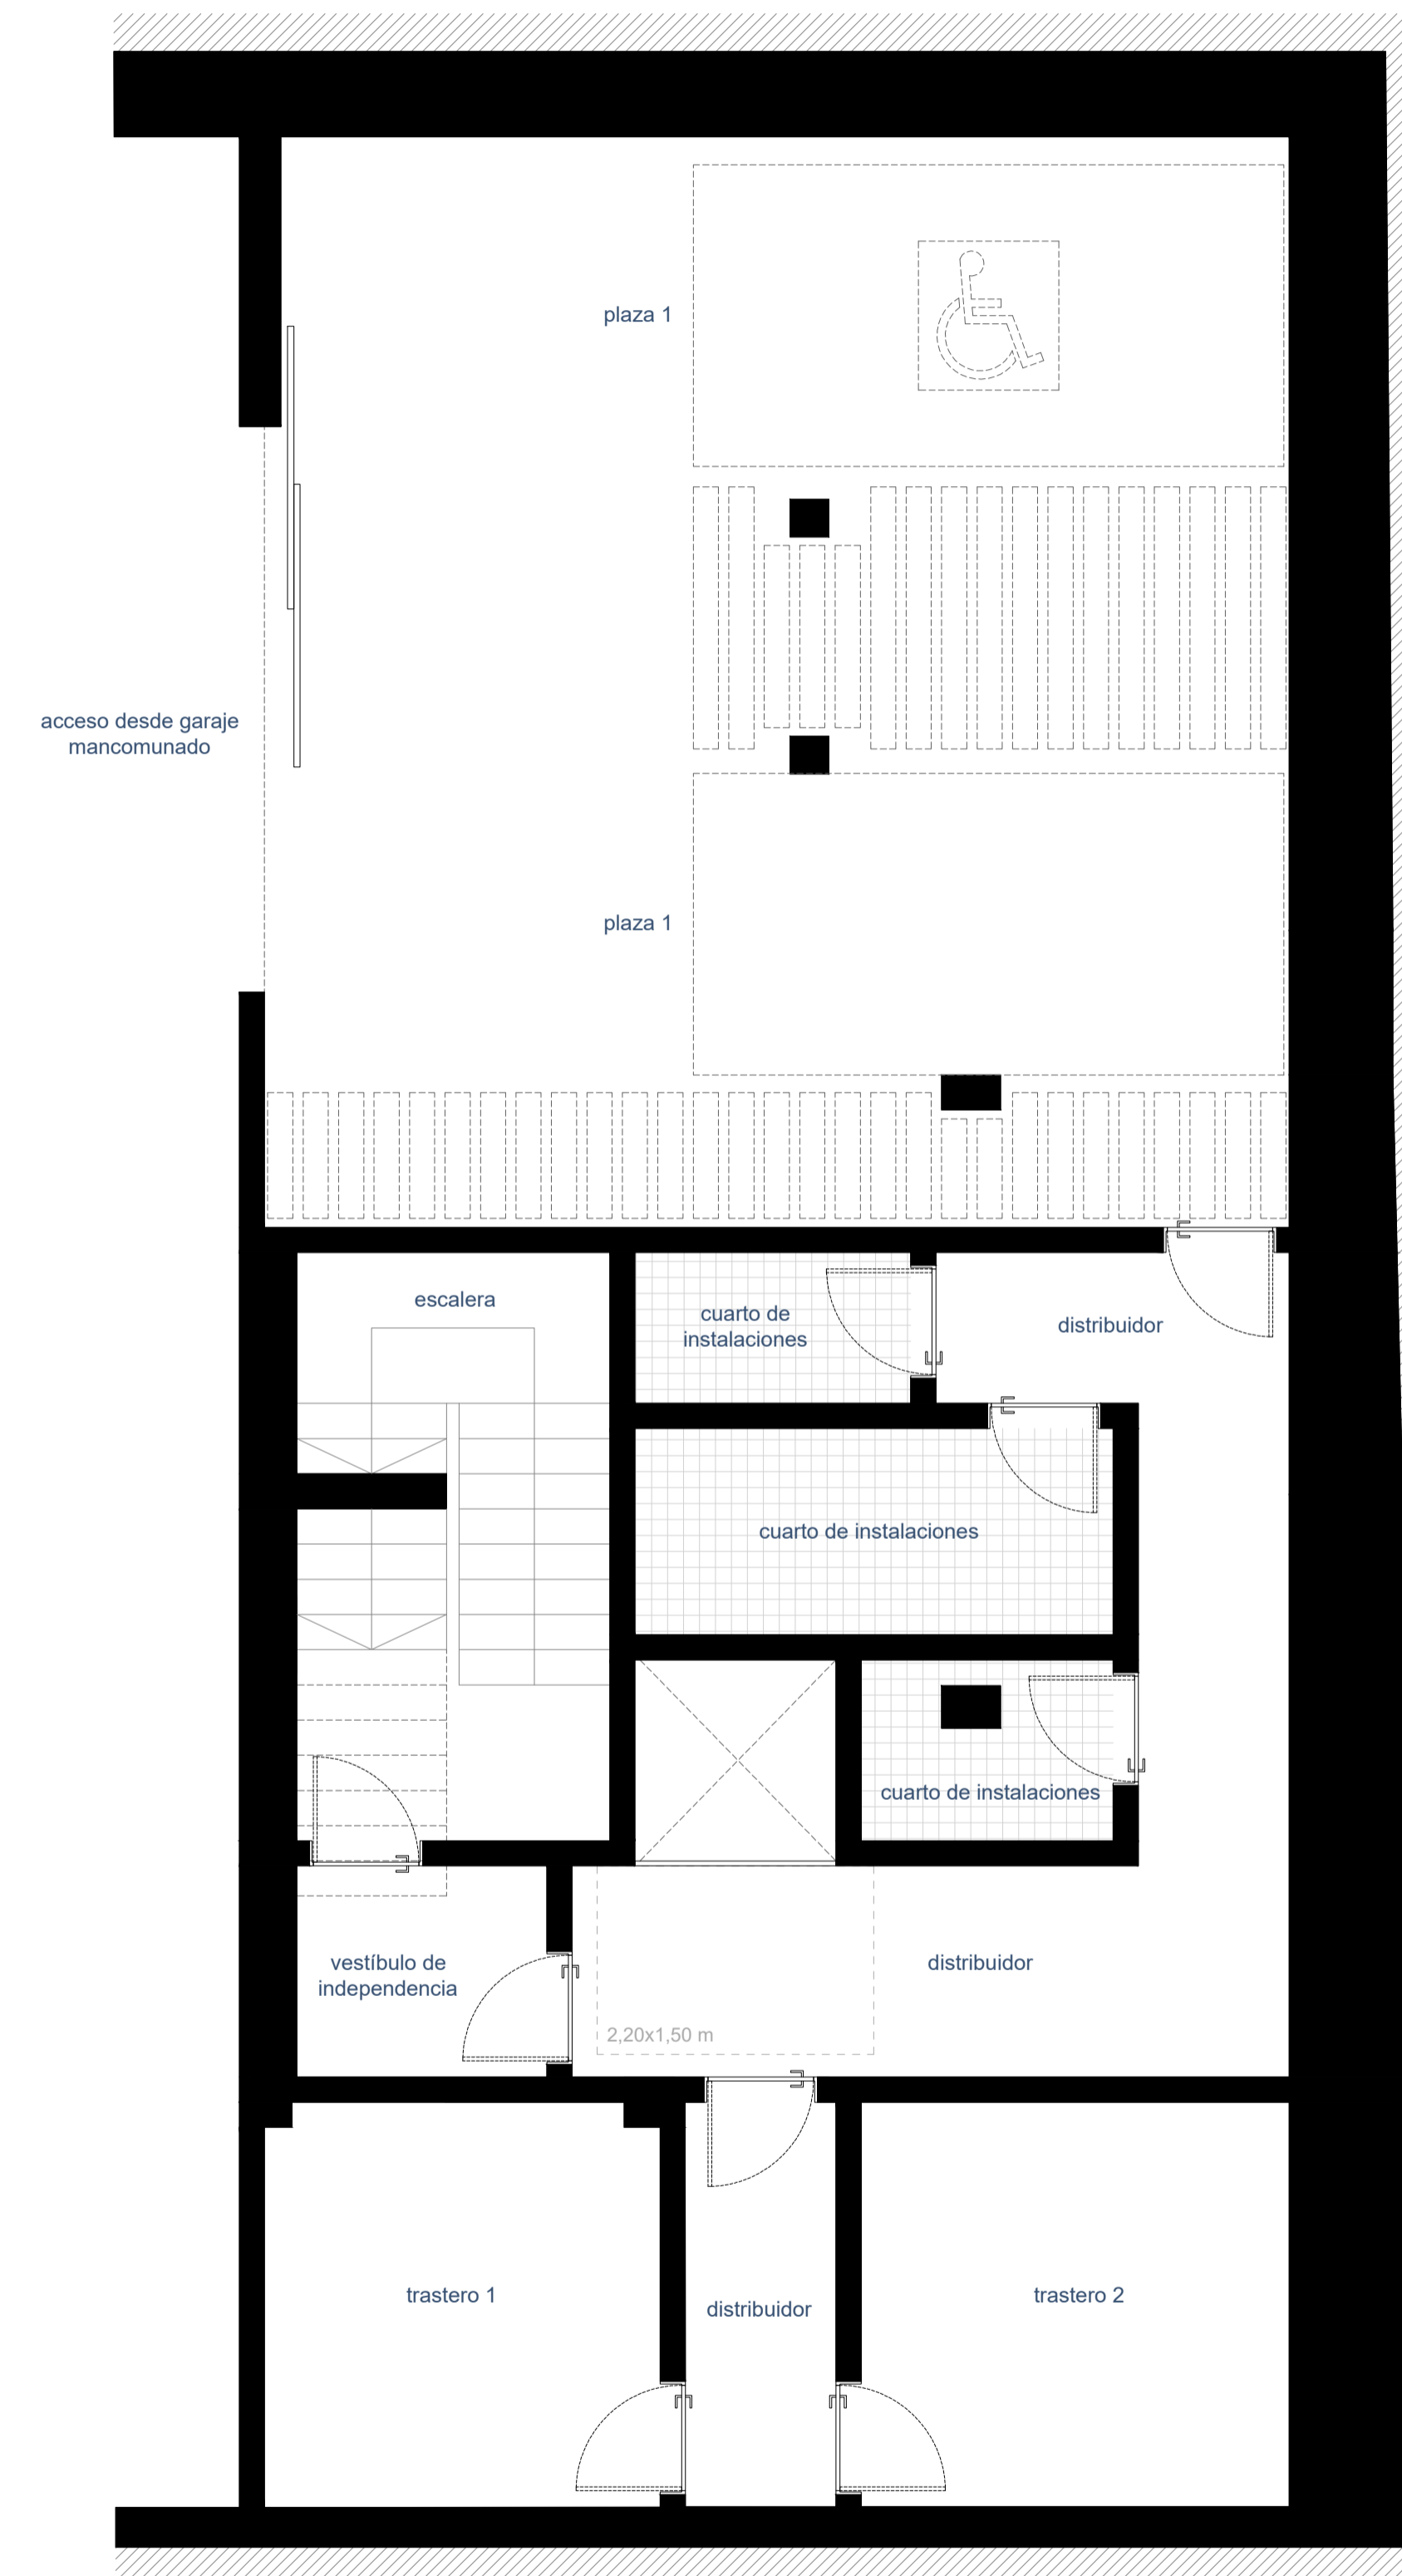 plaza 1
acceso desde garaje
mancomunado
plaza 1
escalera
cuarto de
instalaciones
distribuidor
cuarto de instalaciones
cuarto de instalaciones
vestíbulo de
independencia
distribuidor
2,20x1,50 m
trastero 1
distribuidor
trastero 2